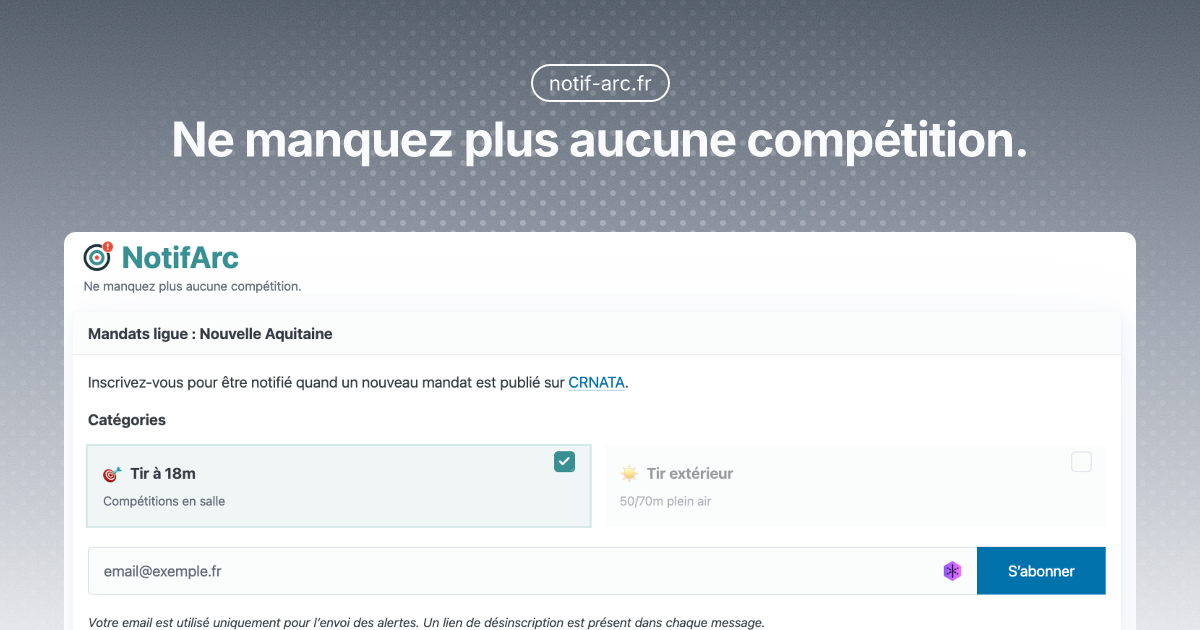 notif-arc.fr
Ne manquez plus aucune compétition.
NotifArc
Ne manquez plus aucune compétition.
Mandats ligue : Nouvelle Aquitaine
Inscrivez-vous pour être notifié quand un nouveau mandat est publié sur CRNATA.
Catégories
Tir à 18m
Compétitions en salle
Tir extérieur
50/70m plein air
email@exemple.fr
S’abonner
Votre email est utilisé uniquement pour l’envoi des alertes. Un lien de désinscription est présent dans chaque message.